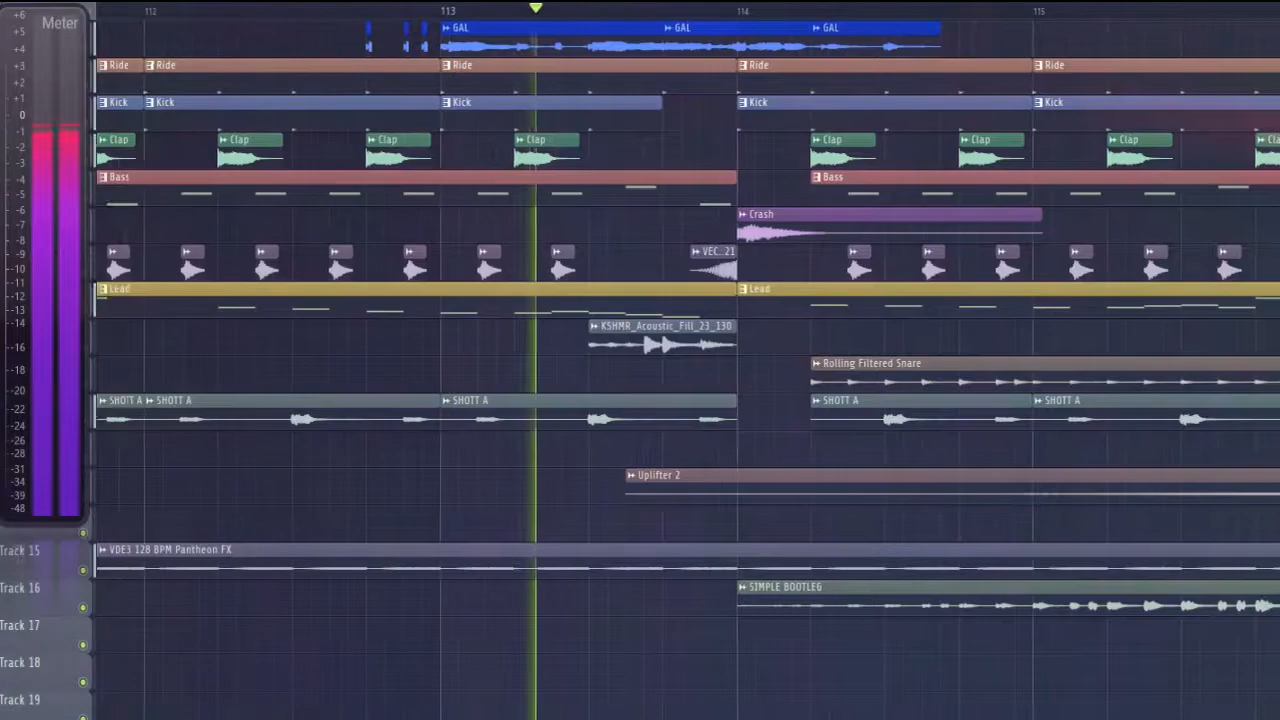 112 113 114 115
Meter
+6
+5
+4
+3
+2
+1
0
-1
-2
-3
-4
-5
-6
-7
-8
-9
-10
-11
-12
-13
-14
-16
-18
-20
-22
-24
-26
-28
-31
-34
-39
-48
GAL GAL GAL
Ride Ride Ride Ride Ride
Kick Kick Kick Kick Kick
Clap Clap Clap Clap Clap Clap Clap
Bass Bass
Crash
VEC..21
Lead Lead
KSHMR_Acoustic_Fill_23_130
Rolling Filtered Snare
SHOTT A SHOTT A SHOTT A SHOTT A SHOTT A
Uplifter 2
Track 15 VDE3 128 BPM Pantheon FX
Track 16 SIMPLE BOOTLEG
Track 17
Track 18
Track 19